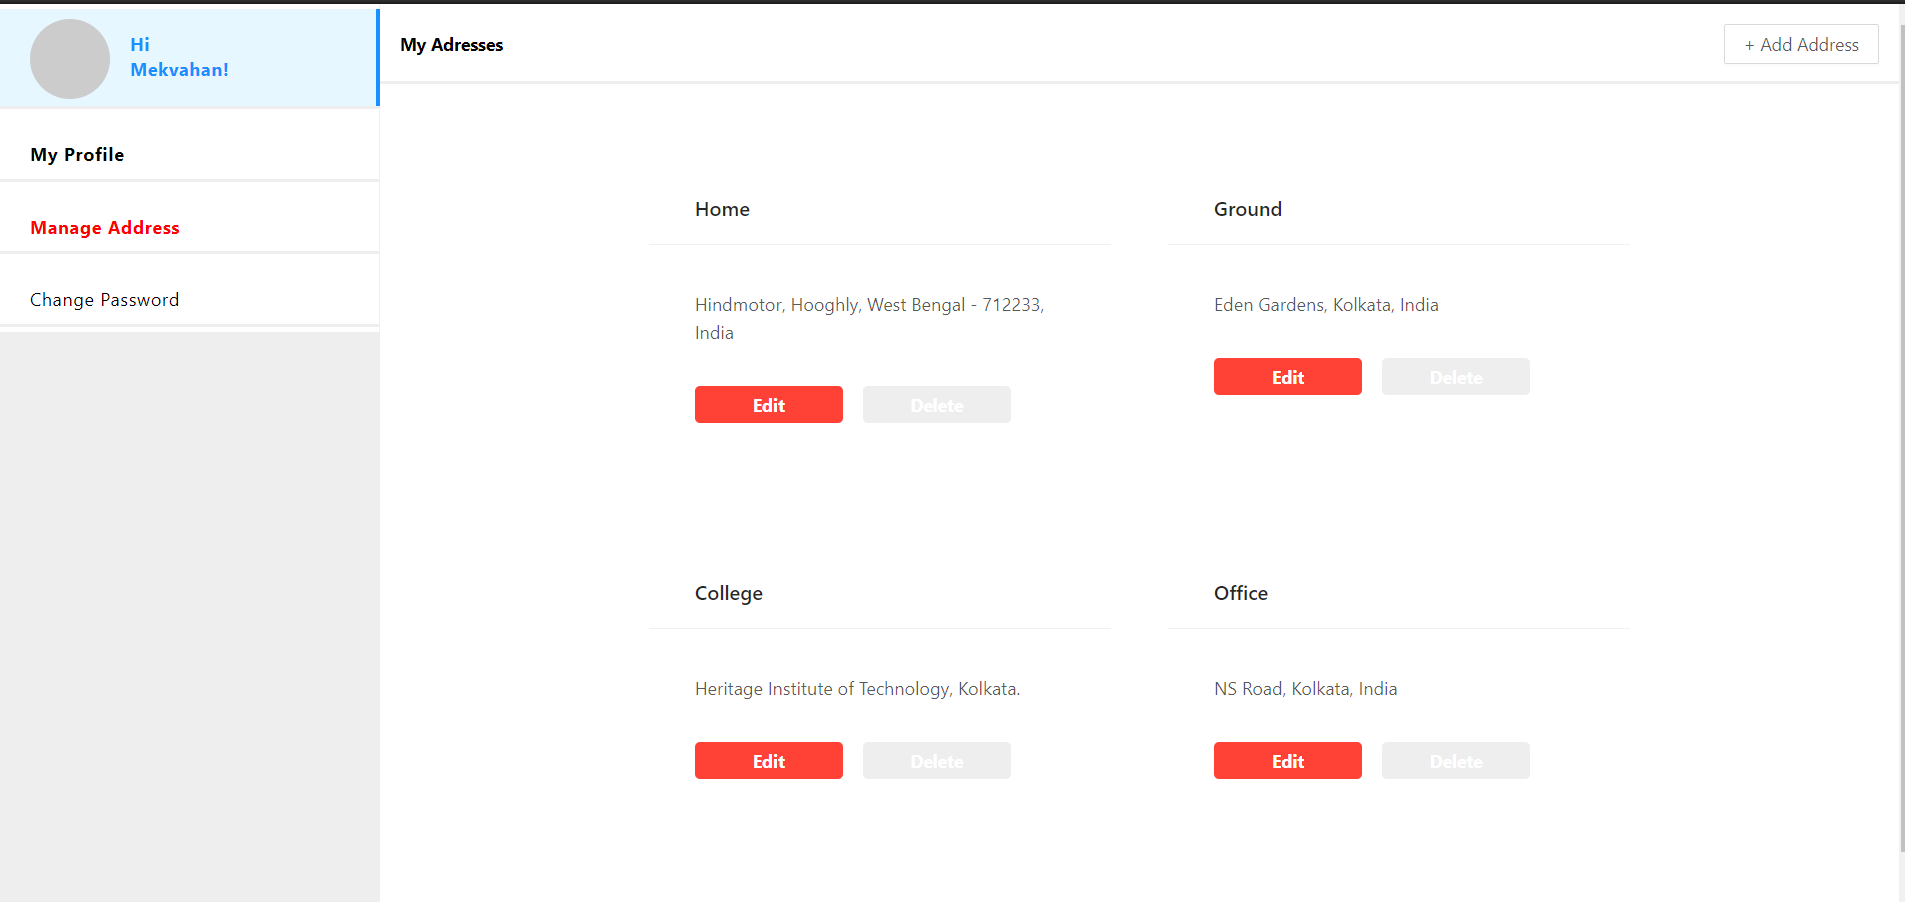 Hi
Mekvahan!
My Profile
Manage Address
Change Password
My Adresses
+ Add Address
Home
Hindmotor, Hooghly, West Bengal - 712233,
India
Edit Delete
Ground
Eden Gardens, Kolkata, India
Edit Delete
College
Heritage Institute of Technology, Kolkata.
Edit Delete
Office
NS Road, Kolkata, India
Edit Delete